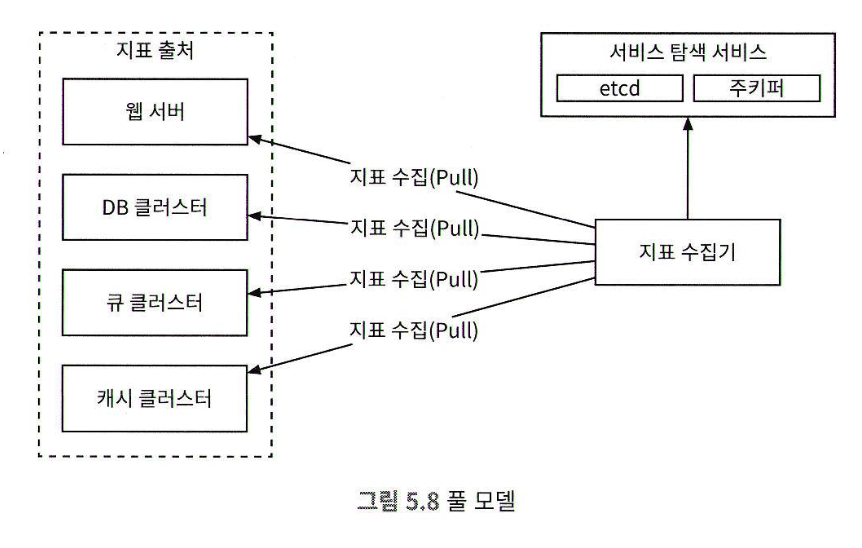 지표 출처
웹 서버
DB 클러스터
큐 클러스터
캐시 클러스터
지표 수집(Pull)
지표 수집(Pull)
지표 수집(Pull)
지표 수집(Pull)
서비스 탐색 서비스
etcd
주키퍼
지표 수집기
그림 5.8 풀 모델